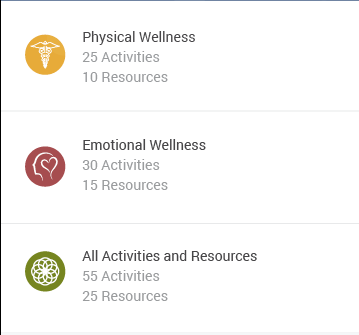 Physical Wellness
25 Activities
10 Resources
Emotional Wellness
30 Activities
15 Resources
All Activities and Resources
55 Activities
25 Resources